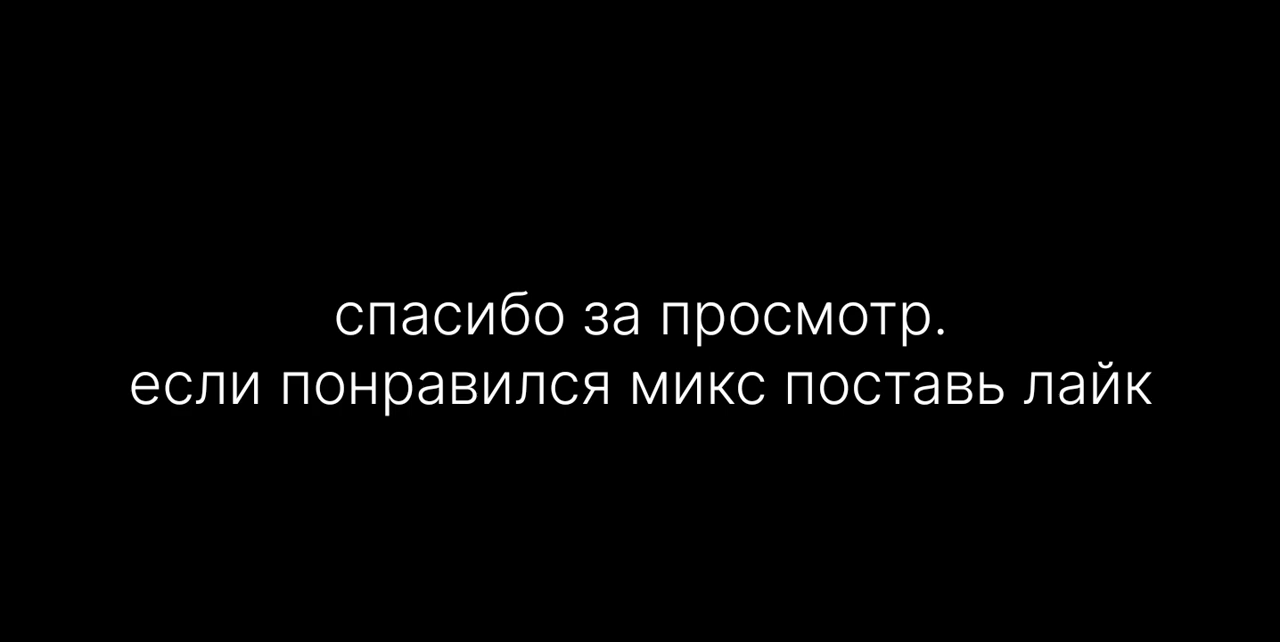 спасибо за просмотр.
если понравился микс поставь лайк